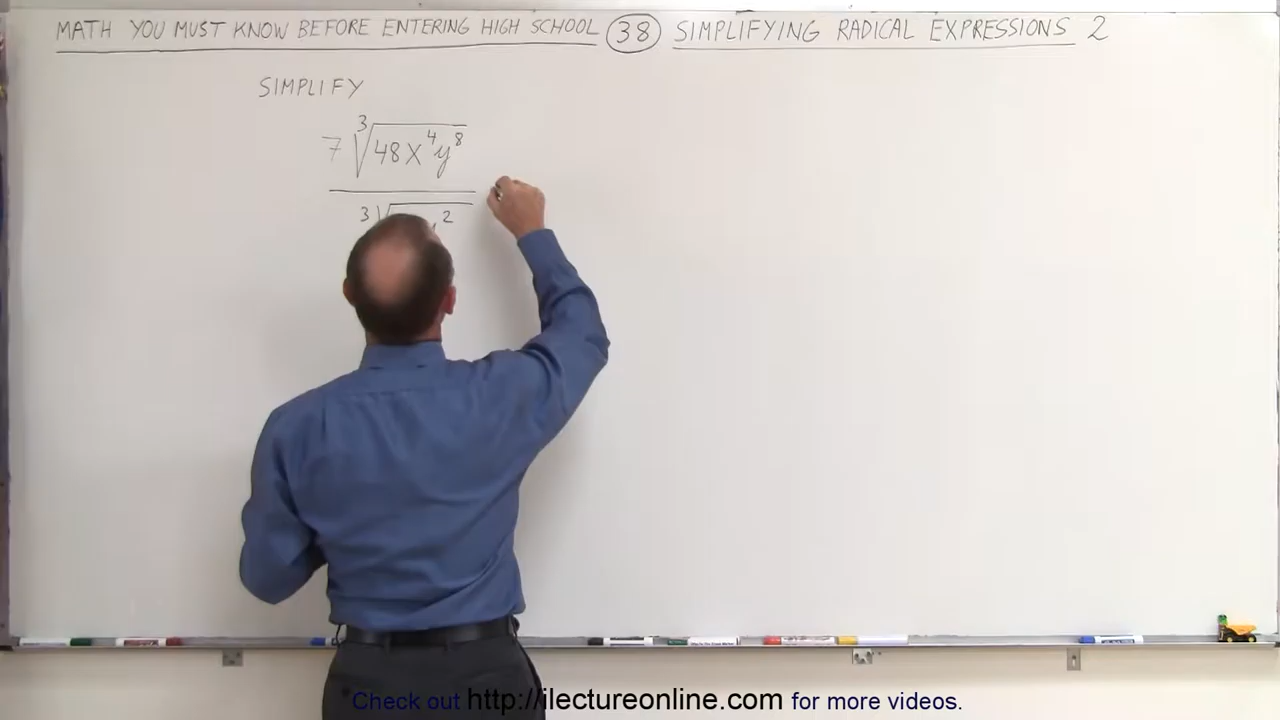 MATH YOU MUST KNOW BEFORE ENTERING HIGH SCHOOL 38 SIMPLIFYING RADICAL EXPRESSIONS 2
SIMPLIFY
7 ∛48x⁴y⁸
3√ 2
Check out http://ilectureonline.com for more videos.